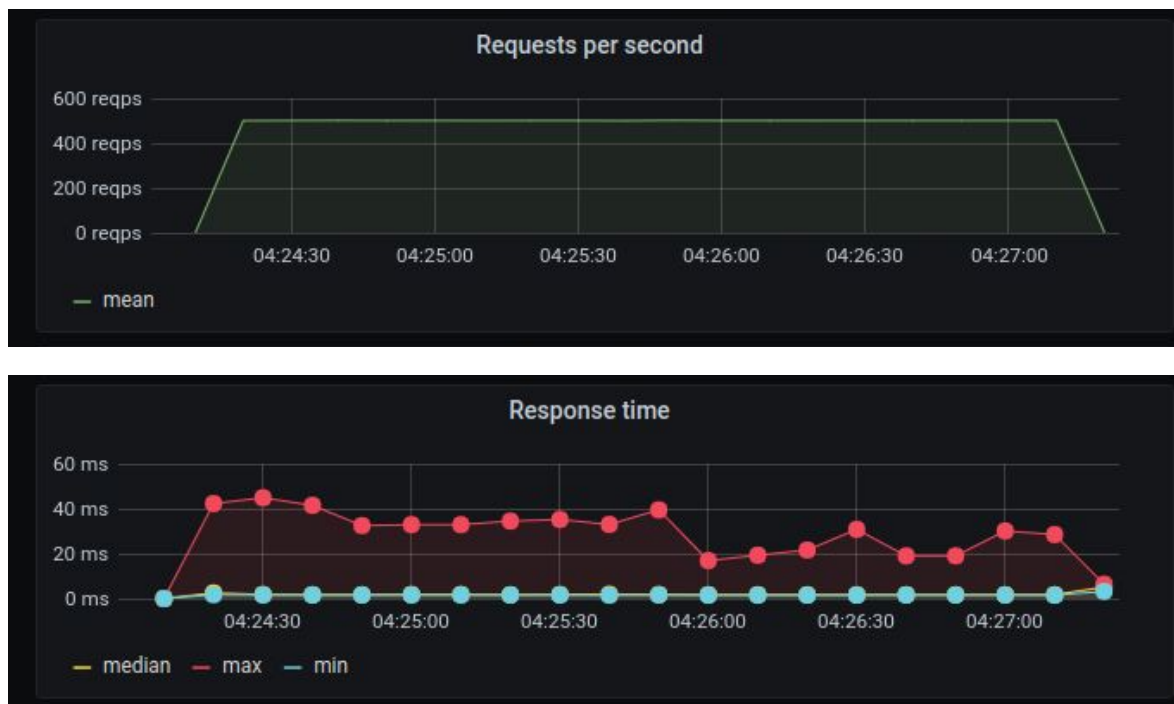 Requests per second
600 reqps
400 reqps
200 reqps
0 reqps
04:24:30 04:25:00 04:25:30 04:26:00 04:26:30 04:27:00
mean
Response time
60 ms
40 ms
20 ms
0 ms
04:24:30 04:25:00 04:25:30 04:26:00 04:26:30 04:27:00
median max min